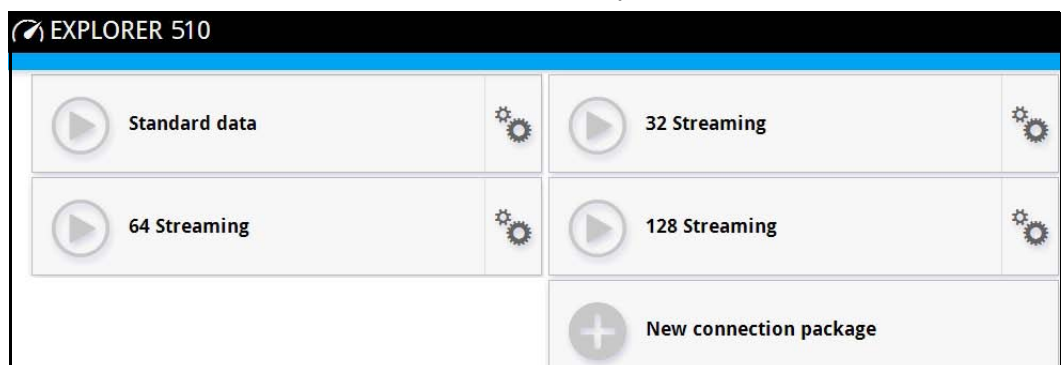 EXPLORER 510
Standard data
32 Streaming
64 Streaming
128 Streaming
New connection package